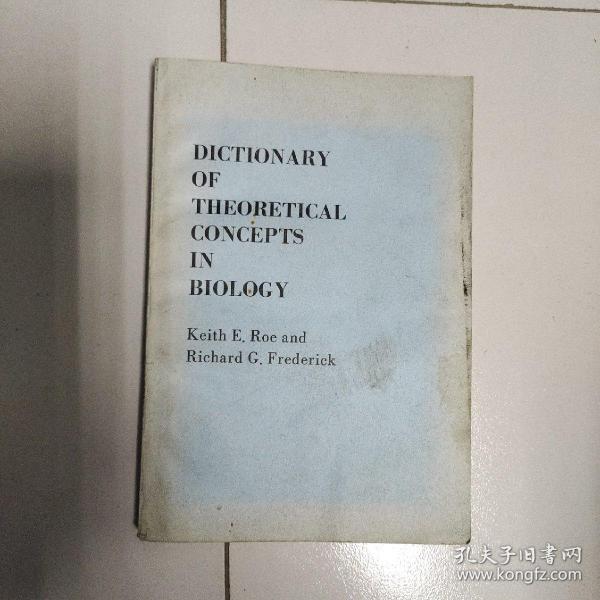 DICTIONARY
OF
THEORETICAL
CONCEPTS
IN
BIOLOGY
Keith E. Roe and
Richard G. Frederick
孔夫子旧书网
www.kongfz.com